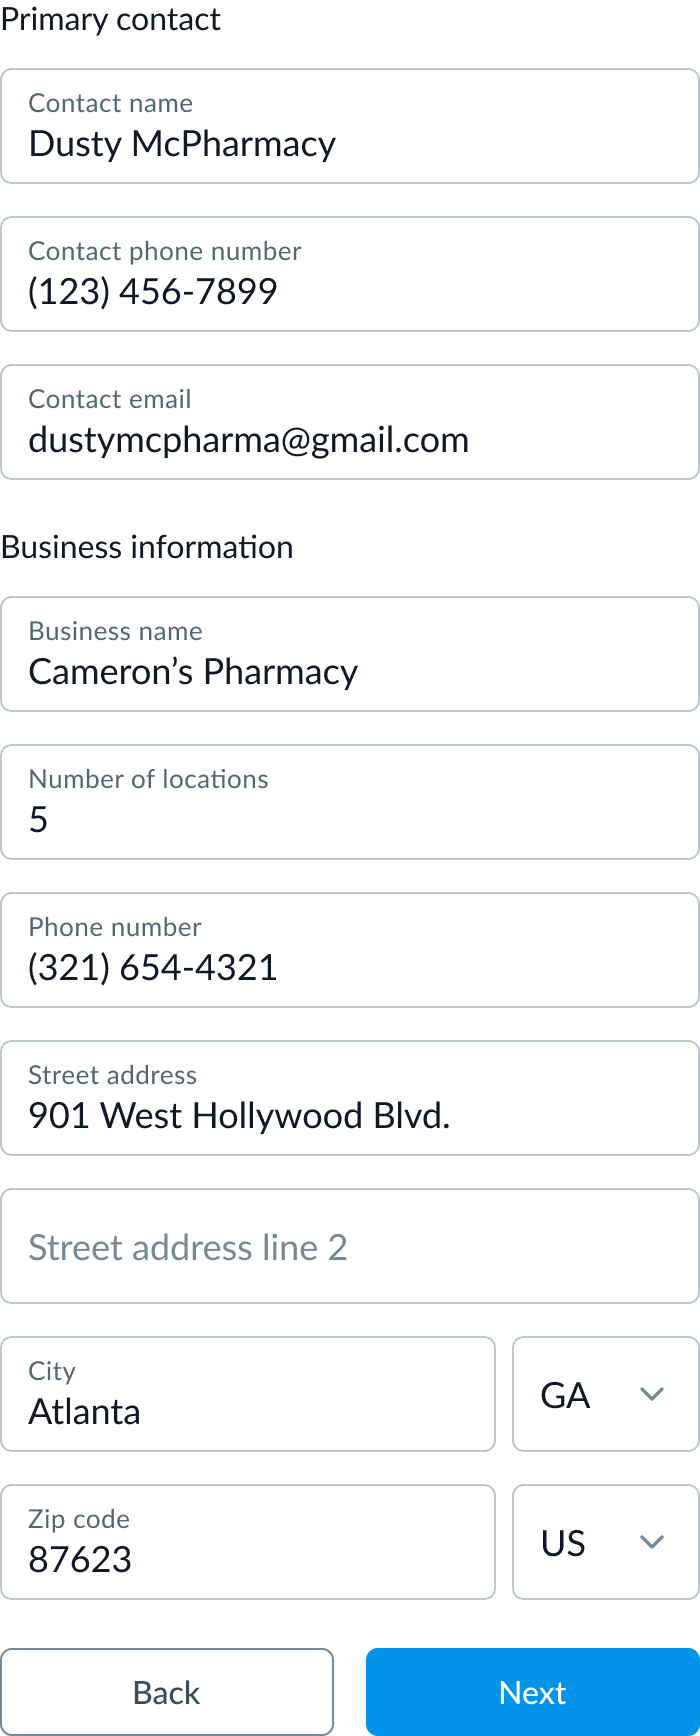 Primary contact
Contact name
Dusty McPharmacy
Contact phone number
(123) 456-7899
Contact email
dustymcpharma@gmail.com
Business information
Business name
Cameron’s Pharmacy
Number of locations
5
Phone number
(321) 654-4321
Street address
901 West Hollywood Blvd.
Street address line 2
City
Atlanta
GA
Zip code
87623
US
Back
Next